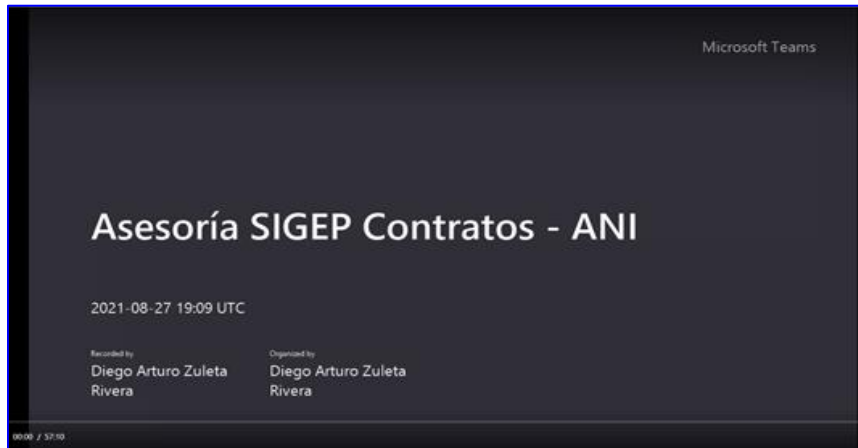 Microsoft Teams
Asesoría SIGEP Contratos - ANI
2021-08-27 19:09 UTC
Recorded by
Diego Arturo Zuleta
Rivera
Organized by
Diego Arturo Zuleta
Rivera
00:00 / 57:10